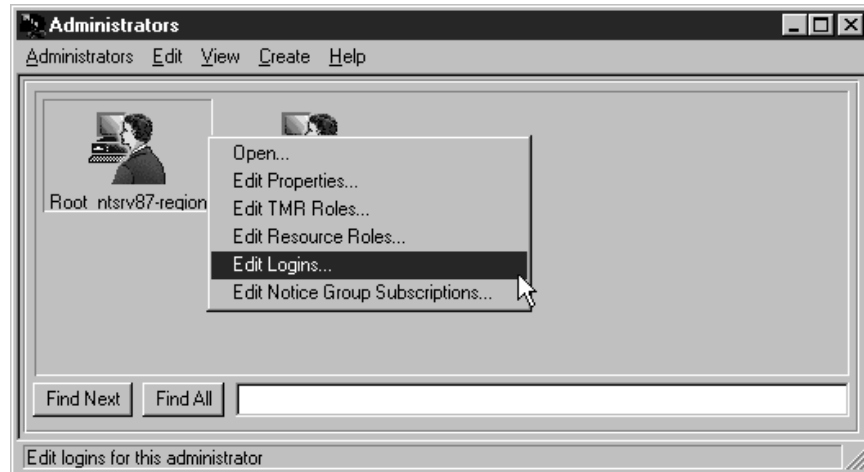 Administrators
Administrators Edit View Create Help
Open...
Edit Properties...
Root_ntsrv87-region
Edit TMR Roles...
Edit Resource Roles...
Edit Logins...
Edit Notice Group Subscriptions...
Find Next Find All
Edit logins for this administrator